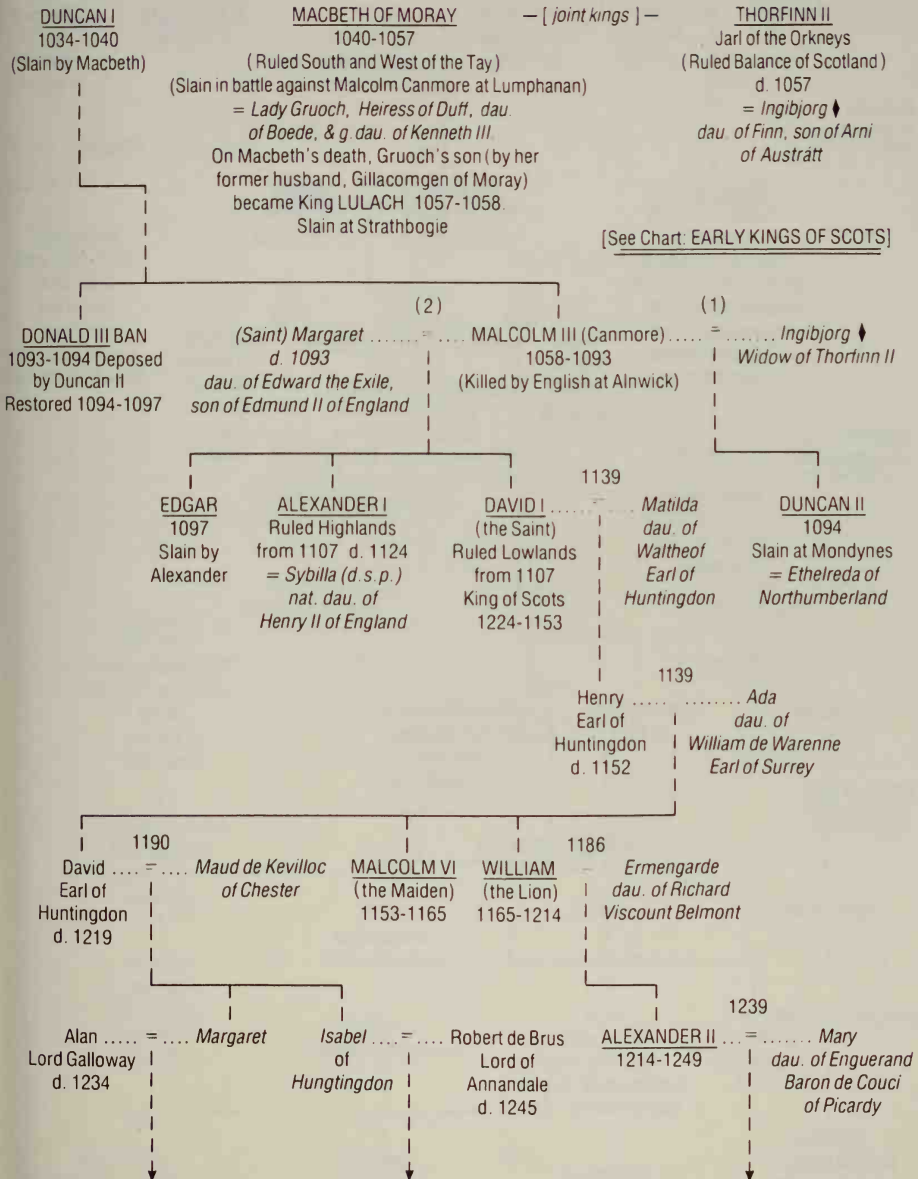 DUNCAN I
1034-1040
(Slain by Macbeth)
MACBETH OF MORAY
1040-1057
(Ruled South and West of the Tay)
(Slain in battle against Malcolm Canmore at Lumphanan)
= Lady Gruoch, Heiress of Duff, dau.
of Boede, & g.dau. of Kenneth III
On Macbeth's death, Gruoch's son (by her
former husband, Gillacomgen of Moray)
became King LULACH 1057-1058.
Slain at Strathbogie
— [ joint kings ] —
THORFINN II
Jarl of the Orkneys
(Ruled Balance of Scotland)
d. 1057
= Ingibjorg ♦
dau. of Finn, son of Arni
of Austratt
[See Chart: EARLY KINGS OF SCOTS]
DONALD III BAN
1093-1094 Deposed
by Duncan II
Restored 1094-1097
(2)
(Saint) Margaret ....... = ....
d. 1093
dau. of Edward the Exile,
son of Edmund II of England
MALCOLM III (Canmore) .....
1058-1093
(Killed by English at Alnwick)
(1)
= ....... Ingibjorg ♦
Widow of Thorfinn II
EDGAR
1097
Slain by
Alexander
ALEXANDER I
Ruled Highlands
from 1107 d. 1124
= Sybilla (d.s.p.)
nat. dau. of
Henry II of England
1139
DAVID I ..... =
(the Saint)
Ruled Lowlands
from 1107
King of Scots
1224-1153
Matilda
dau. of
Waltheof
Earl of
Huntingdon
DUNCAN II
1094
Slain at Mondynes
= Ethelreda of
Northumberland
1139
Henry ..... ........ Ada
Earl of
Huntingdon
d. 1152
dau. of
William de Warenne
Earl of Surrey
1190
David .... = .... Maud de Kevilloc
of Chester
Earl of
Huntingdon
d. 1219
MALCOLM VI
(the Maiden)
1153-1165
1186
WILLIAM =
(the Lion)
1165-1214
Ermengarde
dau. of Richard
Viscount Belmont
Alan ..... = .... Margaret
Lord Galloway
d. 1234
Isabel .... = .... Robert de Brus
of
Hungtingdon
Lord of
Annandale
d. 1245
1239
ALEXANDER II ... = ....... Mary
1214-1249
dau. of Enguerand
Baron de Couci
of Picardy